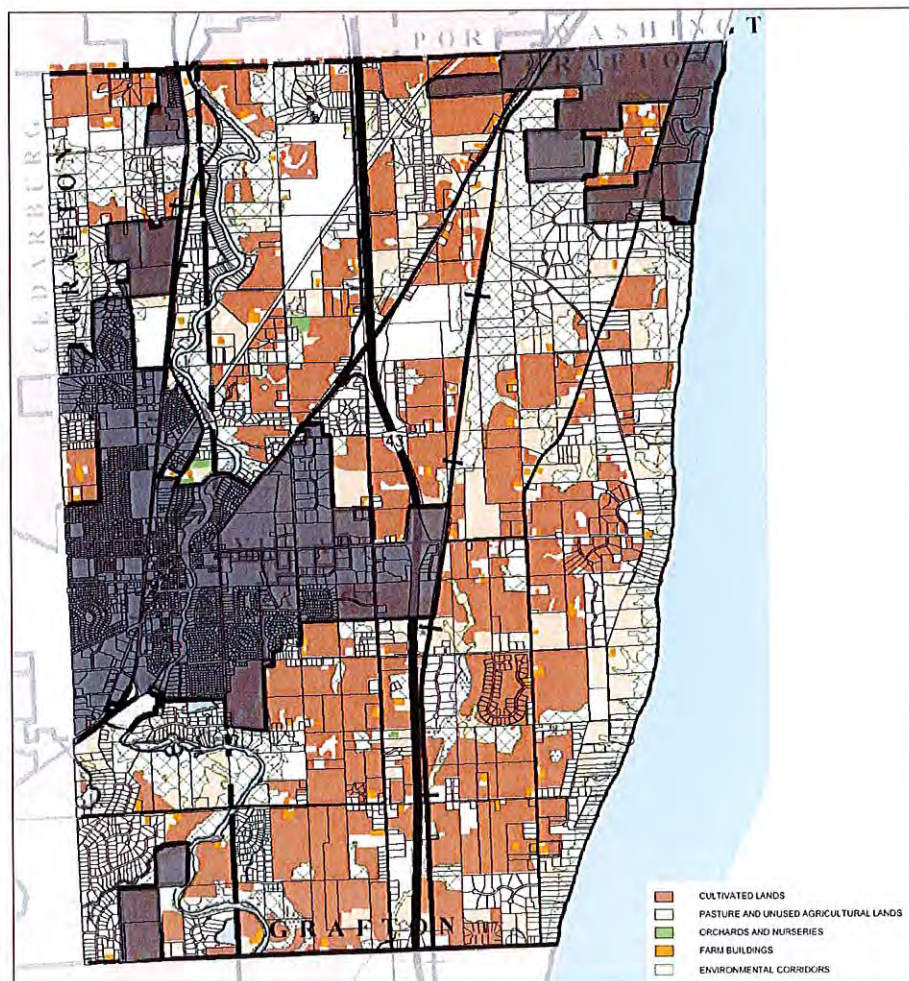 PORT WASHINGT
GRAFTON
CEDARBURG
GRAFTON
43
GRAFTON
CULTIVATED LANDS
PASTURE AND UNUSED AGRICULTURAL LANDS
ORCHARDS AND NURSERIES
FARM BUILDINGS
ENVIRONMENTAL CORRIDORS